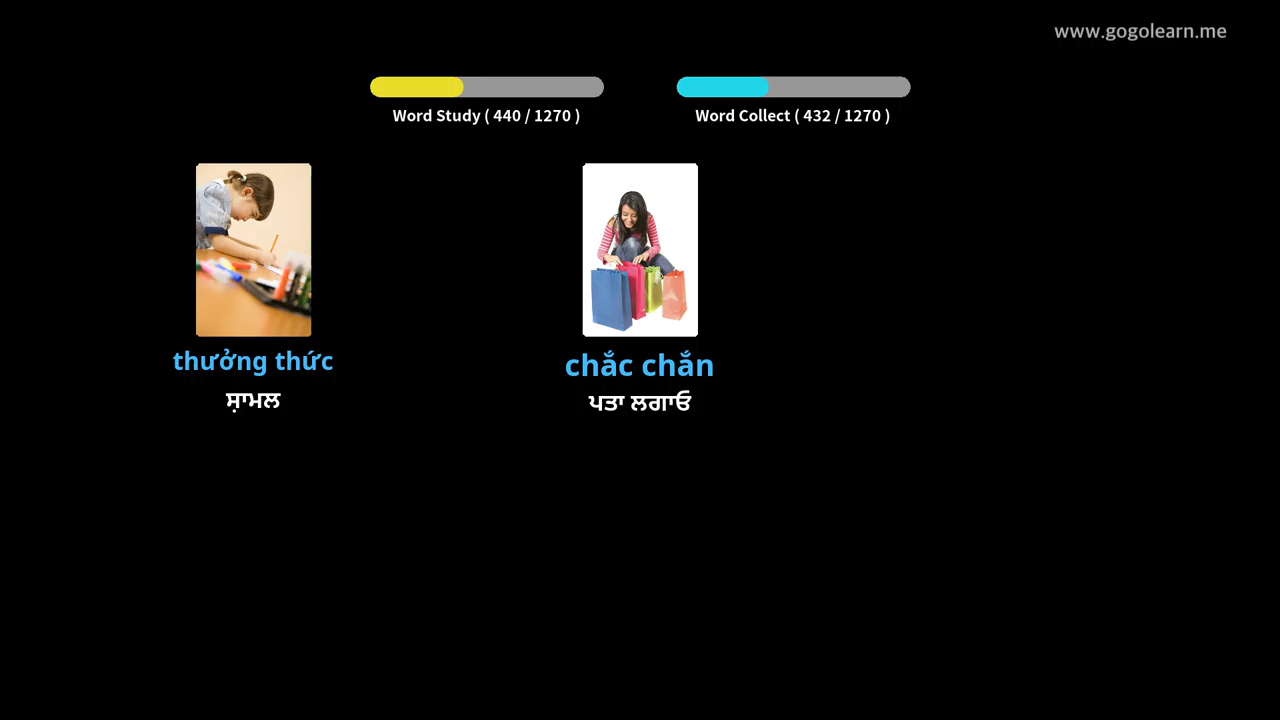 www.gogolearn.me
Word Study ( 440 / 1270 )
Word Collect ( 432 / 1270 )
thưởng thức
ਸ਼ਾਮਲ
chắc chắn
ਪਤਾ ਲਗਾਓ